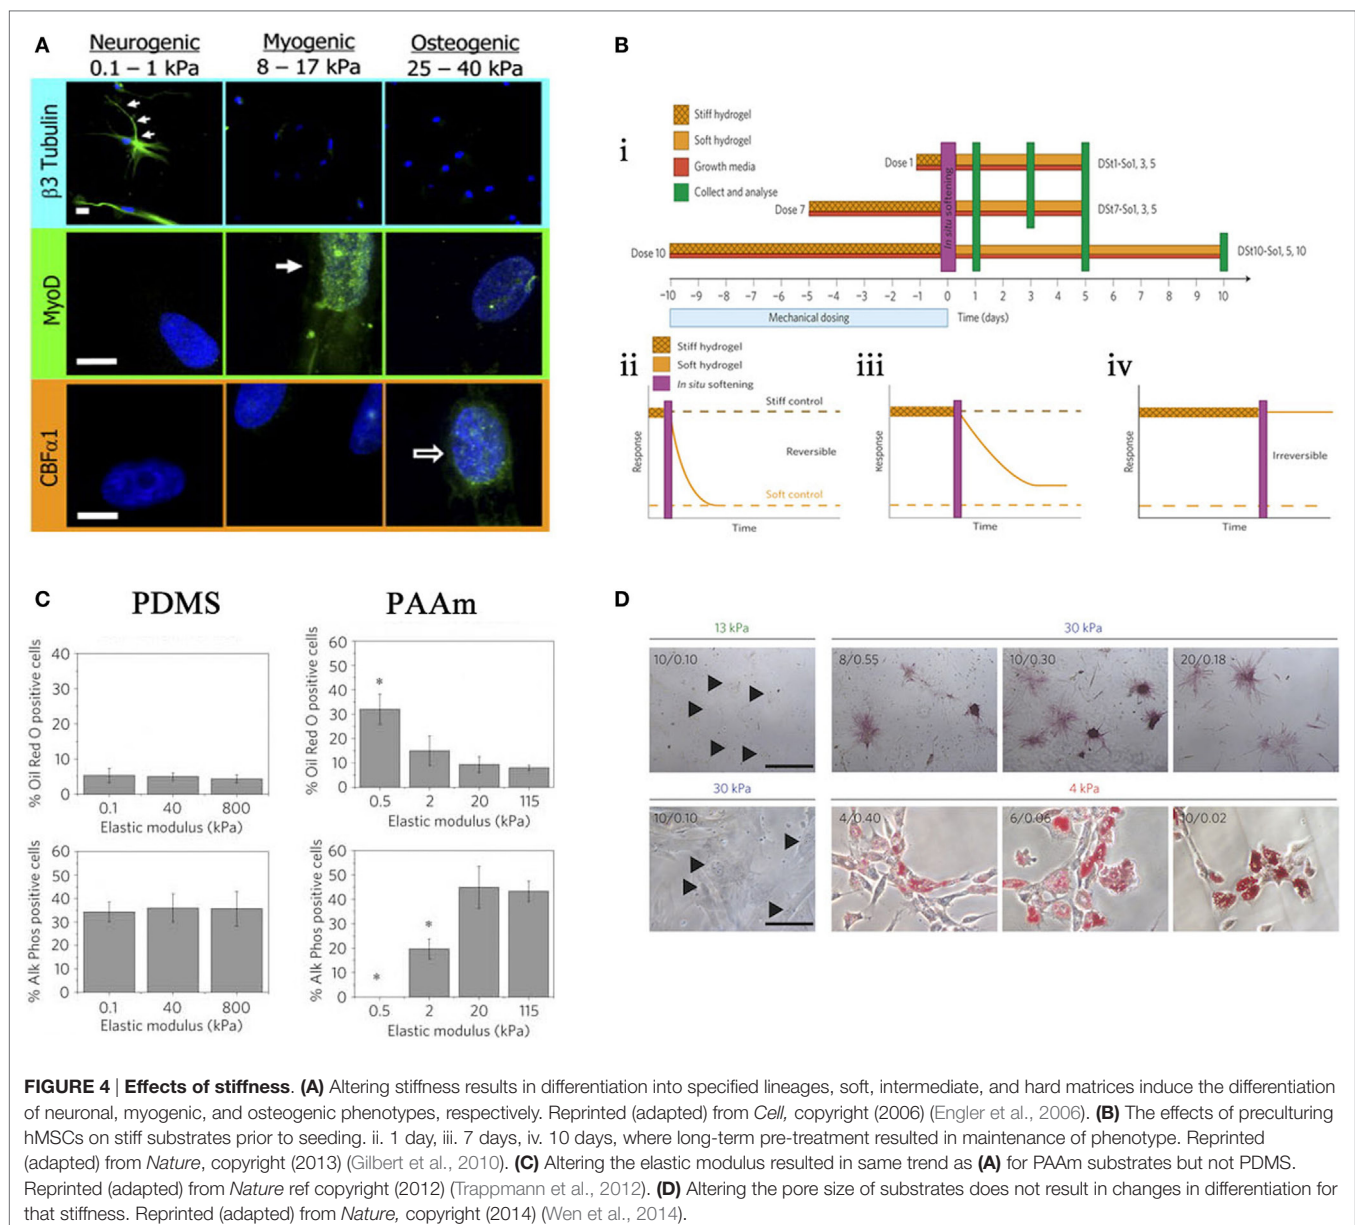 A
Neurogenic
0.1 – 1 kPa
Myogenic
8 – 17 kPa
Osteogenic
25 – 40 kPa
β3 Tubulin
MyoD
CBFα1
B
i
Stiff hydrogel
Soft hydrogel
Growth media
Collect and analyse
Dose 1
Dose 7
Dose 10
In situ softening
DSt1-So1, 3, 5
DSt7-So1, 3, 5
DSt10-So1, 5, 10
−10 −9 −8 −7 −6 −5 −4 −3 −2 −1 0 1 2 3 4 5 6 7 8 9 10
Mechanical dosing
Time (days)
Stiff hydrogel
Soft hydrogel
In situ softening
ii
Response
Stiff control
Reversible
Soft control
Time
iii
Response
Time
iv
Response
Irreversible
Time
C
PDMS
PAAm
% Oil Red O positive cells
40
30
20
10
0
0.1 40 800
Elastic modulus (kPa)
% Oil Red O positive cells
60
50
40
30
20
10
0
*
0.5 2 20 115
Elastic modulus (kPa)
% Alk Phos positive cells
60
50
40
30
20
10
0
0.1 40 800
Elastic modulus (kPa)
% Alk Phos positive cells
60
50
40
30
20
10
0
*
*
0.5 2 20 115
Elastic modulus (kPa)
D
13 kPa
30 kPa
10/0.10
8/0.55
10/0.30
20/0.18
30 kPa
4 kPa
10/0.10
4/0.40
6/0.06
10/0.02
FIGURE 4 | Effects of stiffness. (A) Altering stiffness results in differentiation into specified lineages, soft, intermediate, and hard matrices induce the differentiation
of neuronal, myogenic, and osteogenic phenotypes, respectively. Reprinted (adapted) from Cell, copyright (2006) (Engler et al., 2006). (B) The effects of preculturing
hMSCs on stiff substrates prior to seeding. ii. 1 day, iii. 7 days, iv. 10 days, where long-term pre-treatment resulted in maintenance of phenotype. Reprinted
(adapted) from Nature, copyright (2013) (Gilbert et al., 2010). (C) Altering the elastic modulus resulted in same trend as (A) for PAAm substrates but not PDMS.
Reprinted (adapted) from Nature ref copyright (2012) (Trappmann et al., 2012). (D) Altering the pore size of substrates does not result in changes in differentiation for
that stiffness. Reprinted (adapted) from Nature, copyright (2014) (Wen et al., 2014).